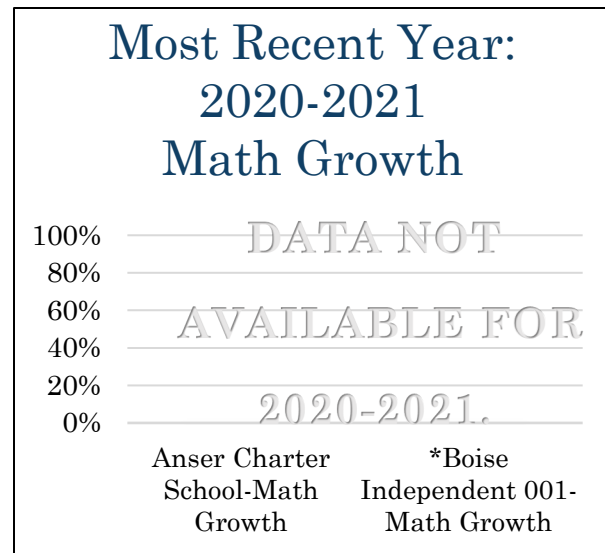 Most Recent Year:
2020-2021
Math Growth
DATA NOT
AVAILABLE FOR
2020-2021.
100%
80%
60%
40%
20%
0%
Anser Charter
School-Math
Growth
*Boise
Independent 001-
Math Growth